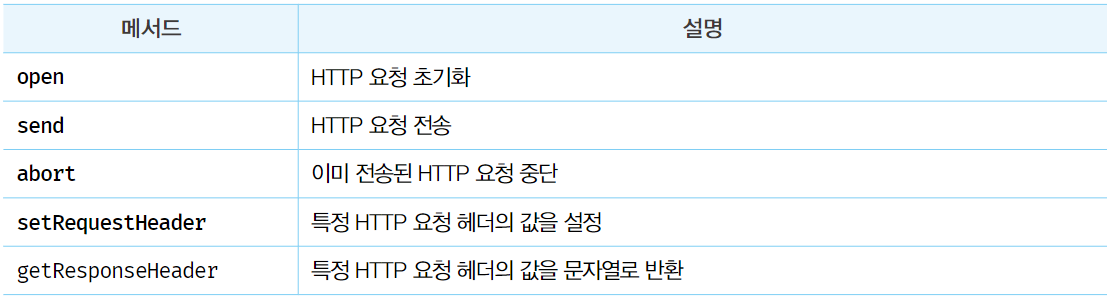 메서드 설명
open HTTP 요청 초기화
send HTTP 요청 전송
abort 이미 전송된 HTTP 요청 중단
setRequestHeader 특정 HTTP 요청 헤더의 값을 설정
getResponseHeader 특정 HTTP 요청 헤더의 값을 문자열로 반환